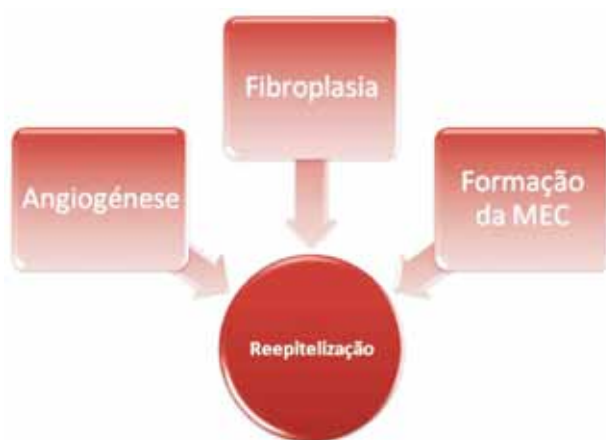 Fibroplasia
Angiogénese
Formação
da MEC
Reepitelização